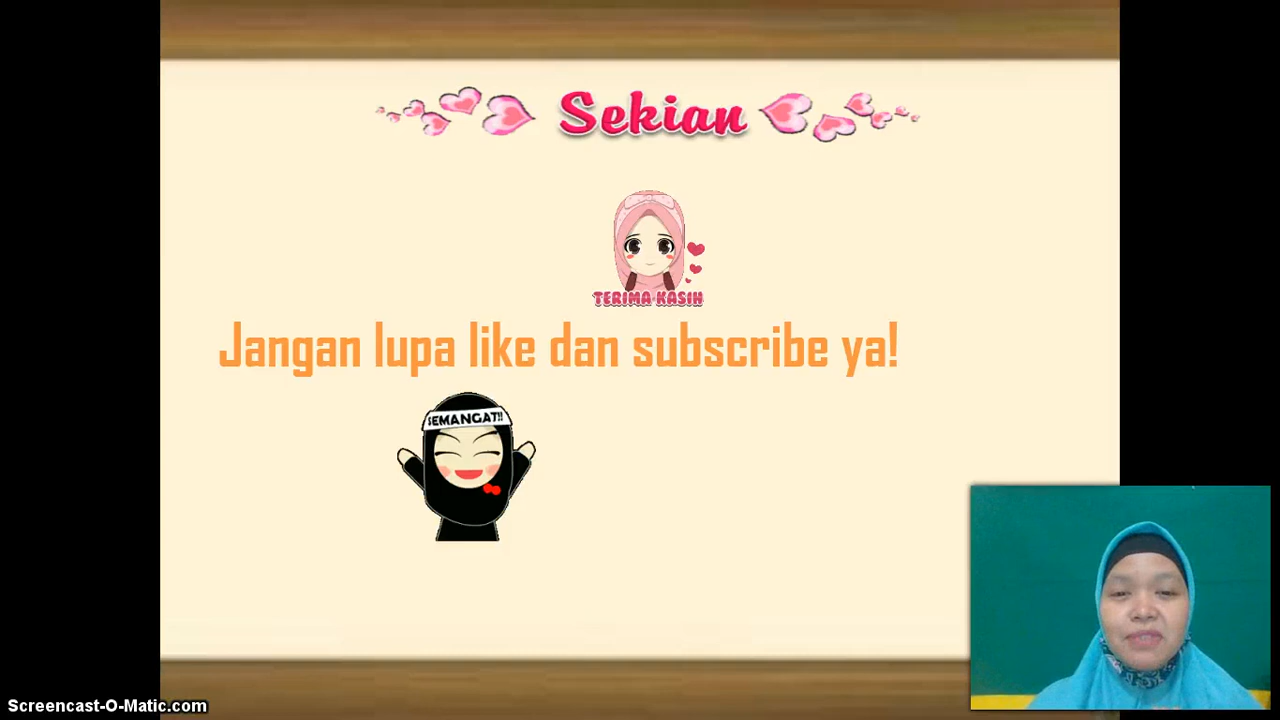 Sekian
TERIMA KASIH
Jangan lupa like dan subscribe ya!
SEMANGAT!!
Screencast-O-Matic.com